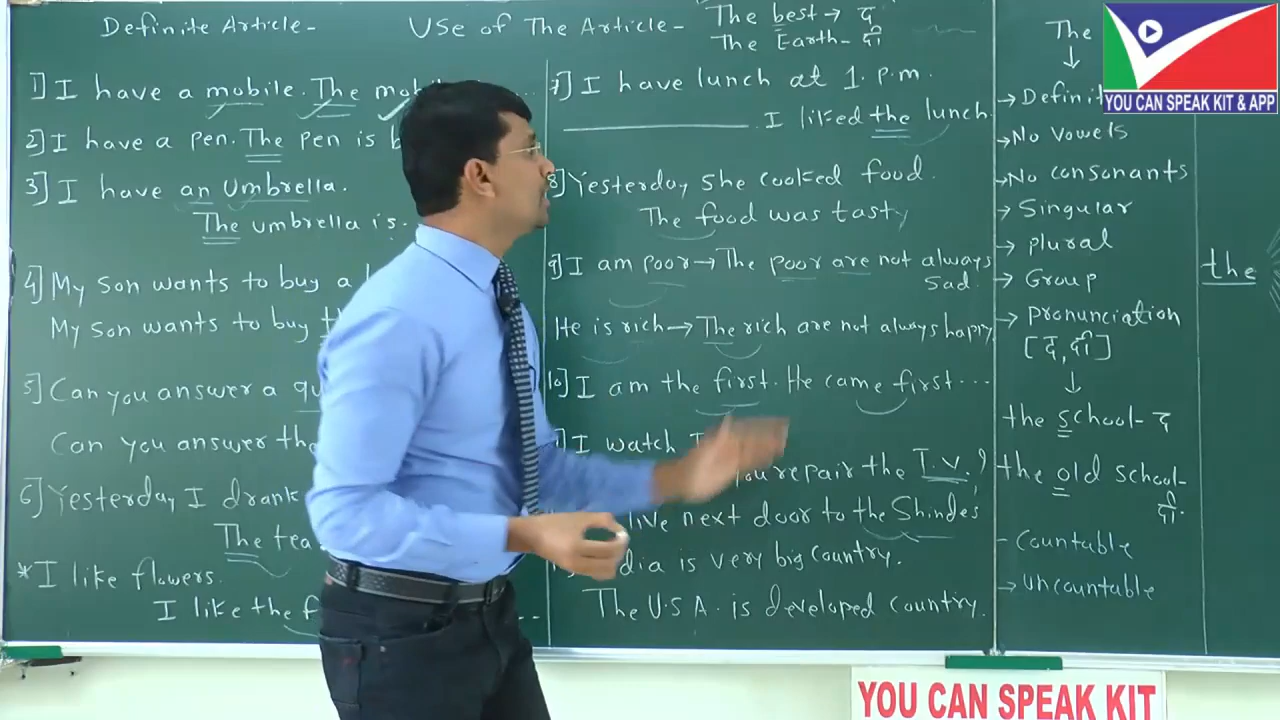 Definite Article-
1] I have a mobile. The mob
2] I have a pen. The pen is b
3] I have an Umbrella.
The umbrella is.
4] My son wants to buy a
My son wants to buy
5] Can you answer a qu
Can you answer the
6] Yesterday I drank
The tea
*I like flowers.
I like the f
Use of The Article-
The best → द
The Earth- दी
7] I have lunch at 1. p.m.
I liked the lunch.
8] Yesterday she cooked food.
The food was tasty
9] I am poor → The poor are not always
sad.
He is rich → The rich are not always happy
10] I am the first. He came first...
I watch T
you repair the T.V.?
live next door to the Shindes'
dia is very big country.
The U.S.A. is developed country.
The
↓
→ Definit
→ No vowels
→ No consonants
→ Singular
→ plural
→ Group
→ pronunciation
[द, दी]
↓
the school- द
the old school-
दी.
- Countable
→ uncountable
the
YOU CAN SPEAK KIT & APP
YOU CAN SPEAK KIT